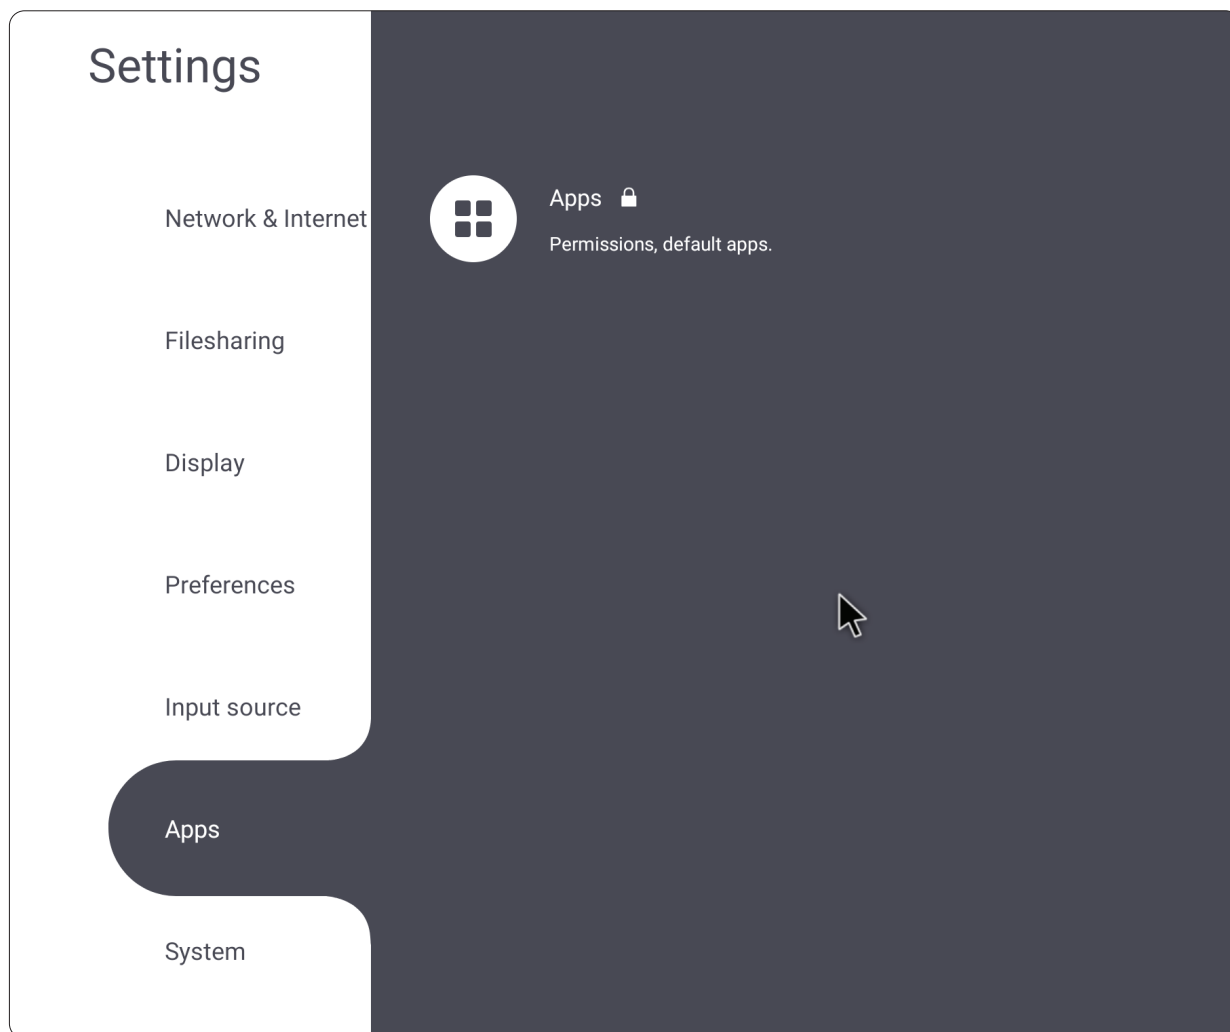 Settings
Network & Internet
Filesharing
Display
Preferences
Input source
Apps
System
Apps
Permissions, default apps.